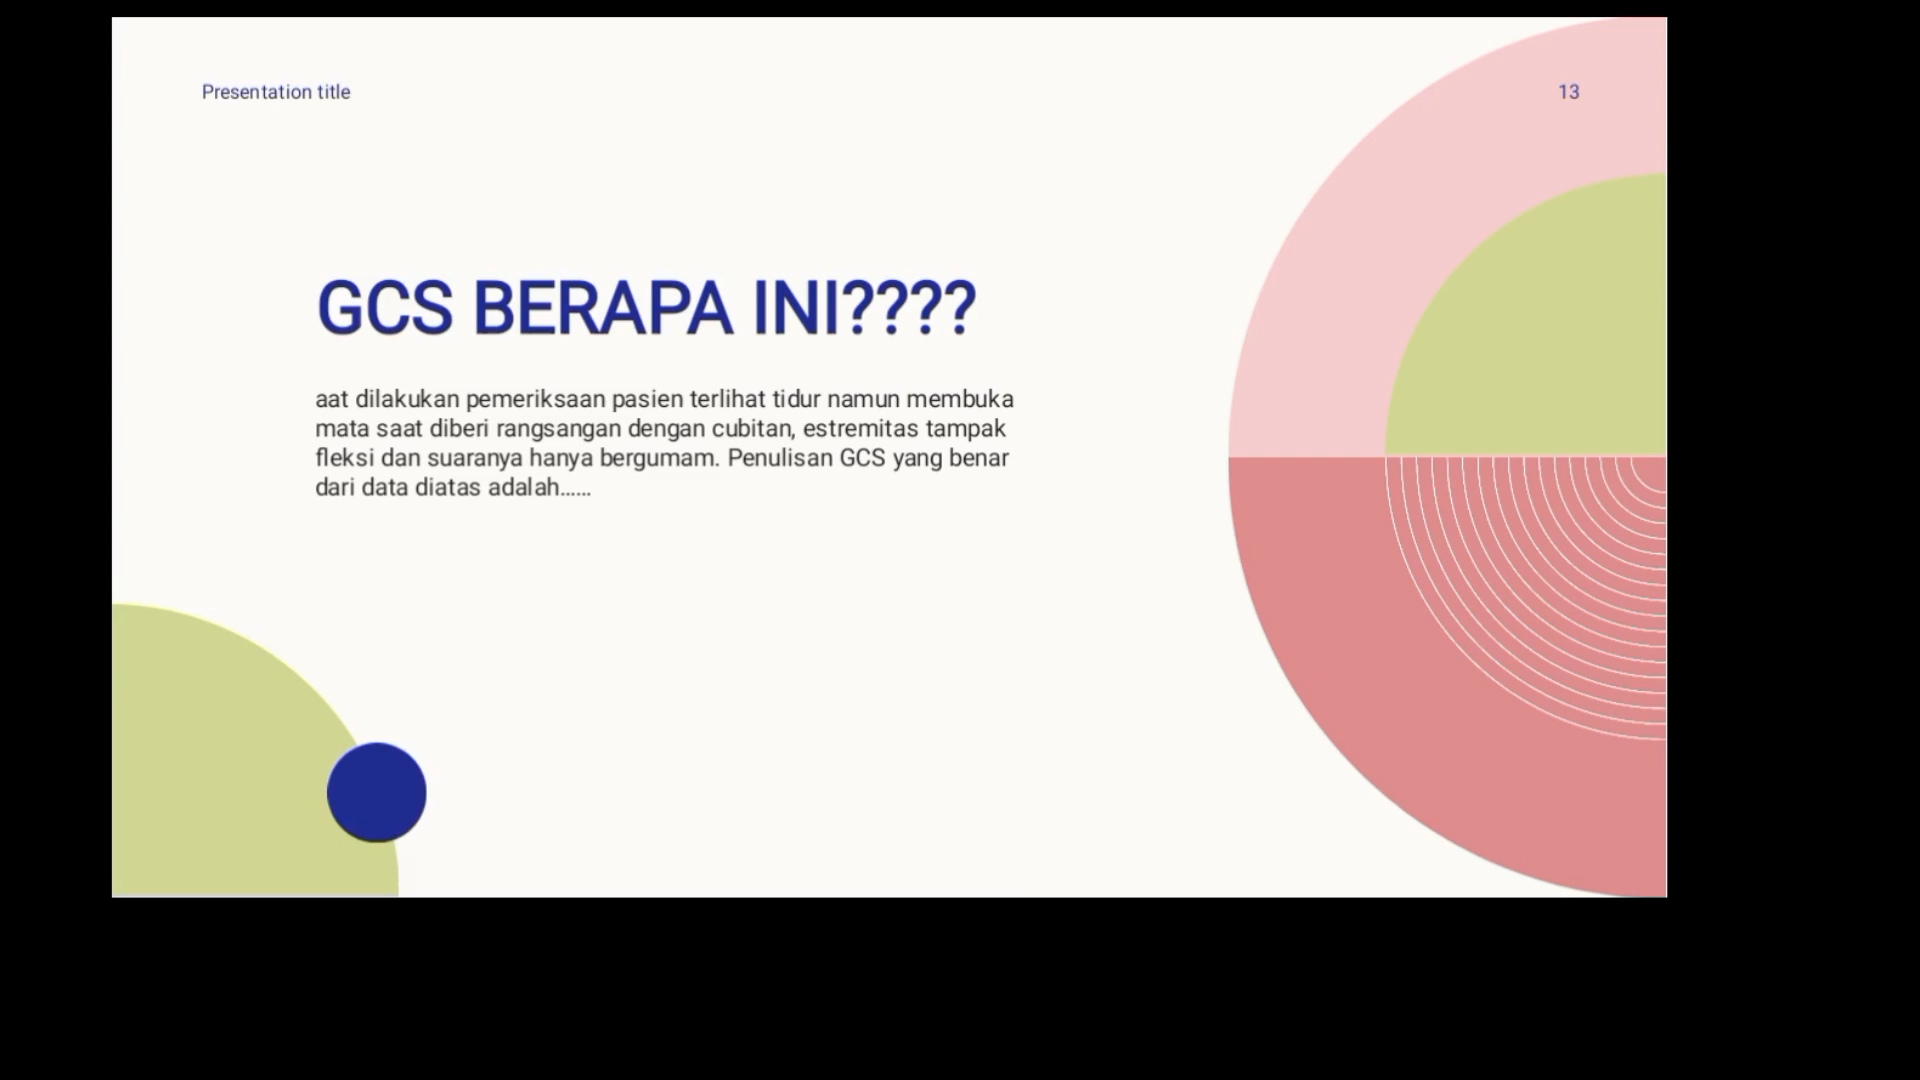 Presentation title
13
GCS BERAPA INI????
aat dilakukan pemeriksaan pasien terlihat tidur namun membuka
mata saat diberi rangsangan dengan cubitan, estremitas tampak
fleksi dan suaranya hanya bergumam. Penulisan GCS yang benar
dari data diatas adalah......